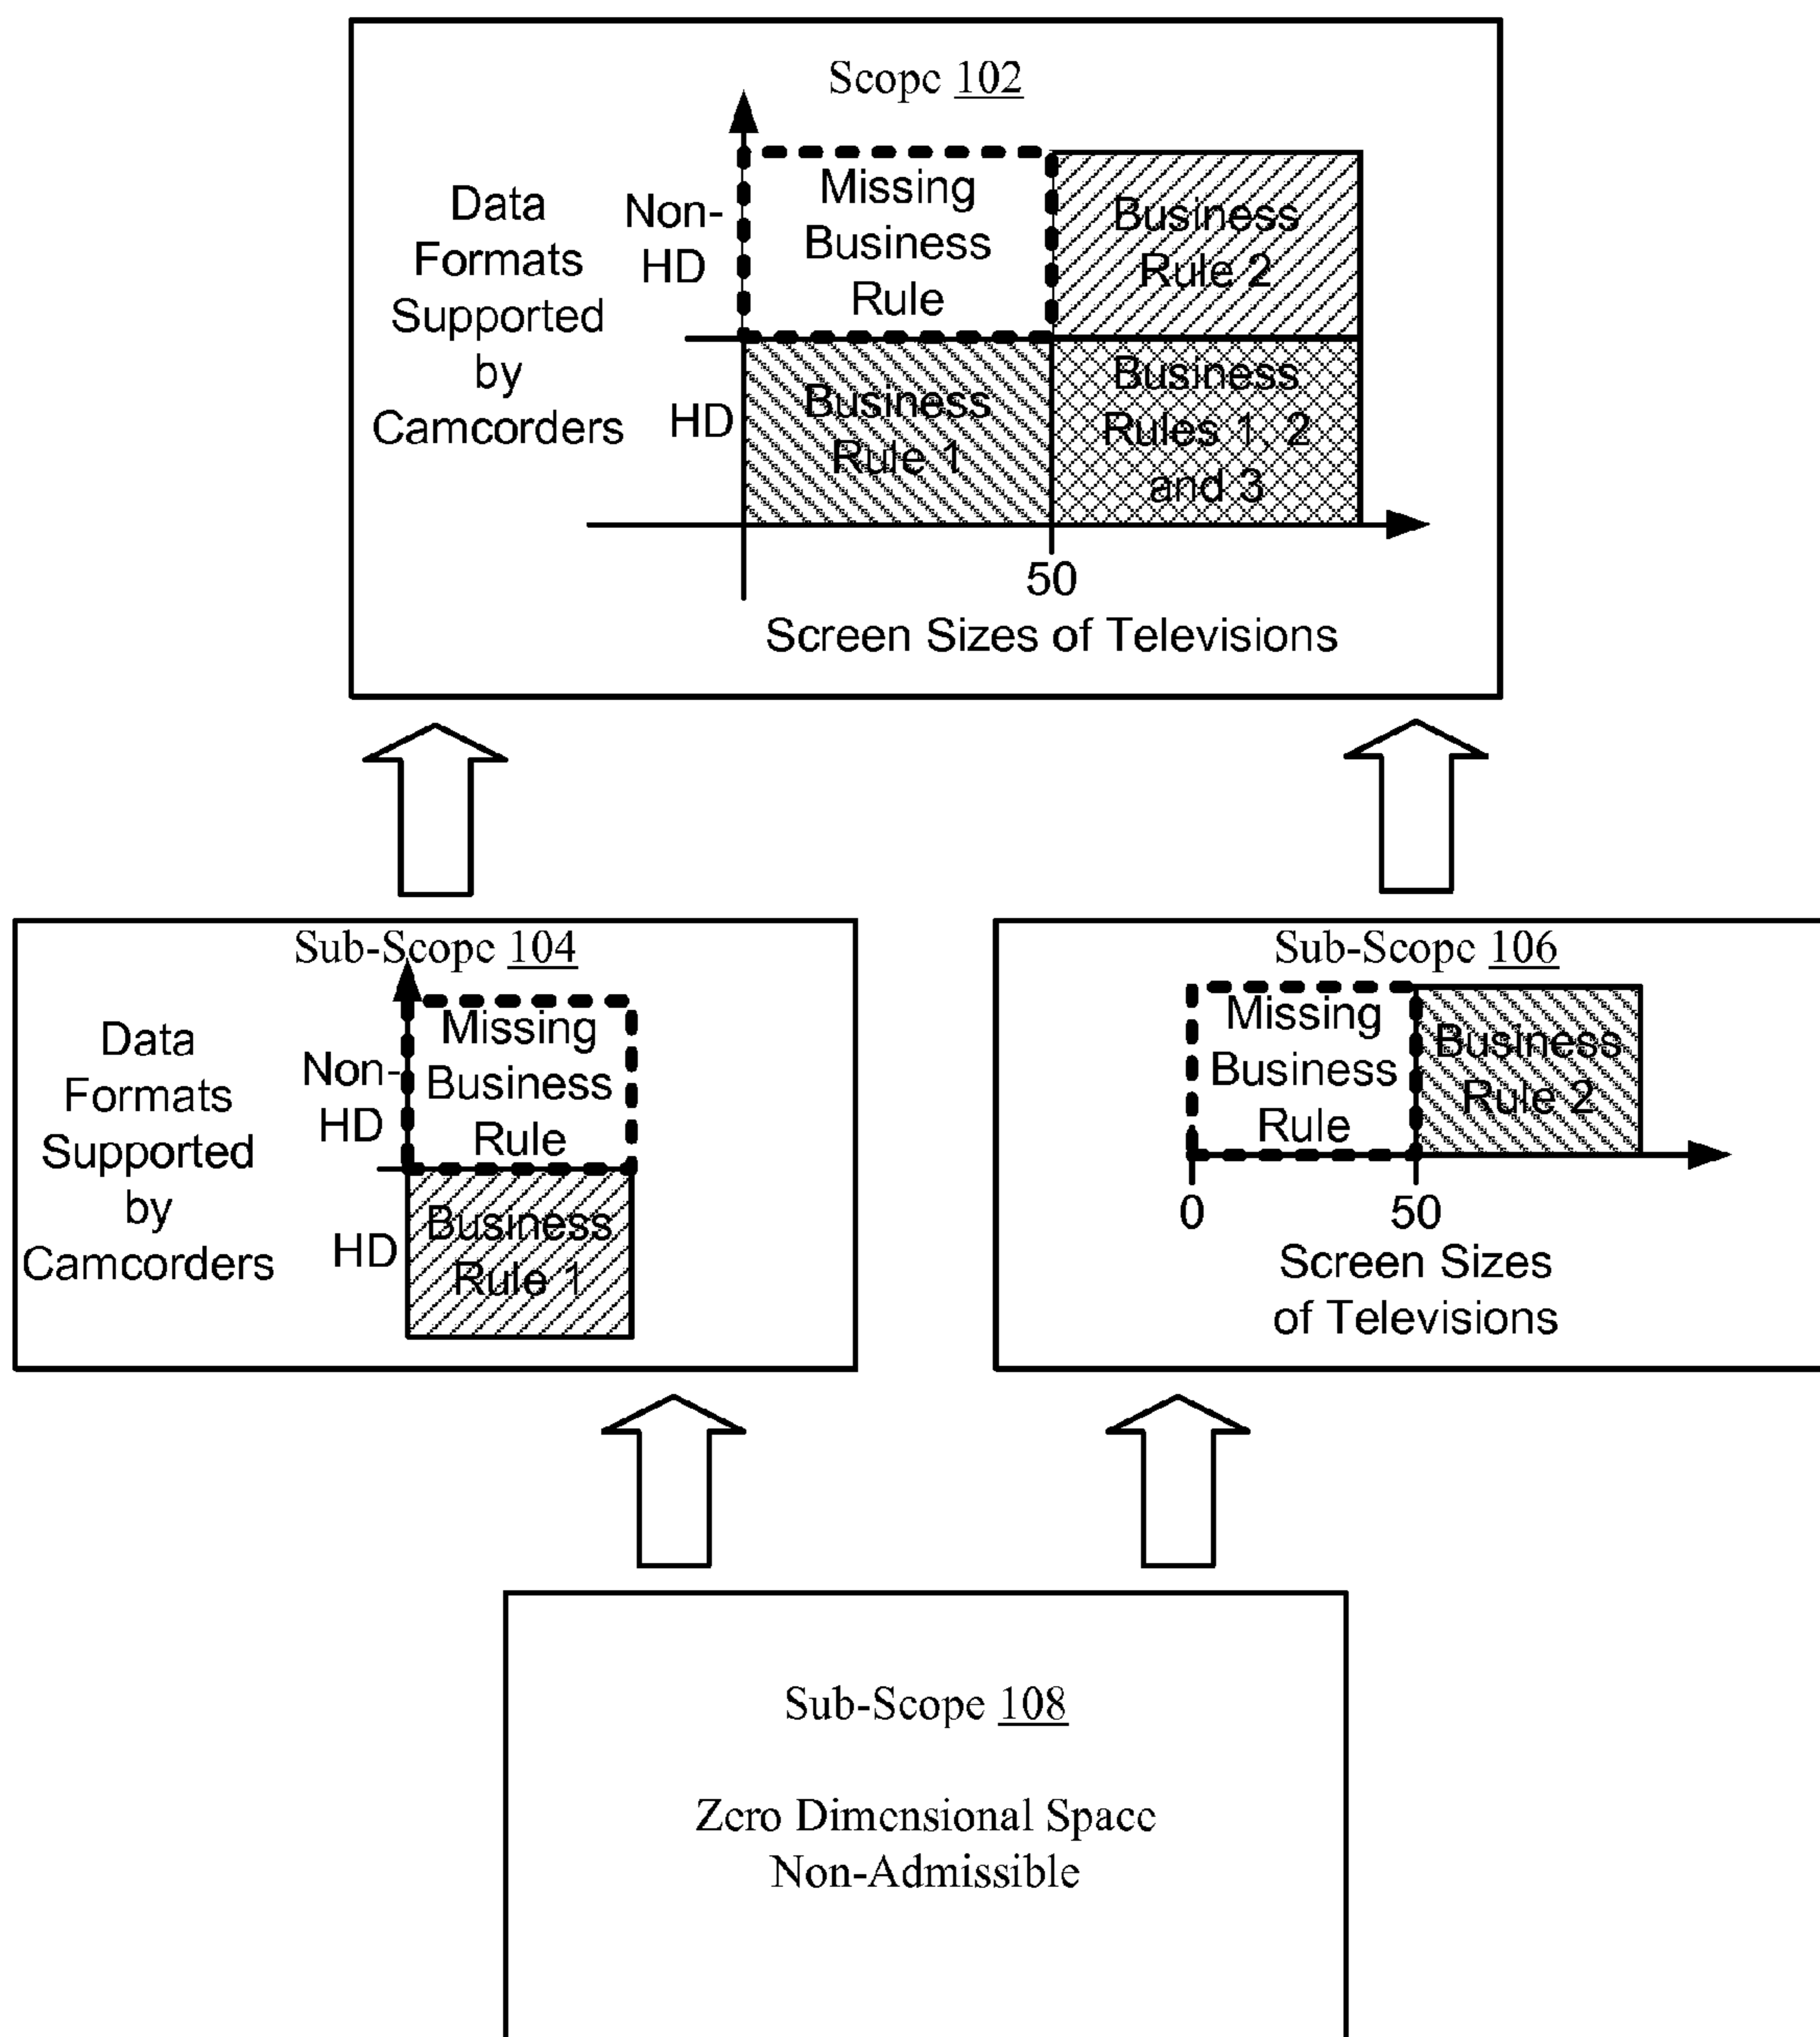 Scope 102
Data
Formats
Supported
by
Camcorders
Non-
HD
HD
Missing
Business
Rule
Business
Rule 2
Business
Rule 1
Business
Rules 1, 2
and 3
50
Screen Sizes of Televisions
Sub-Scope 104
Data
Formats
Supported
by
Camcorders
Non-
HD
HD
Missing
Business
Rule
Business
Rule 1
Sub-Scope 106
Missing
Business
Rule
Business
Rule 2
0
50
Screen Sizes
of Televisions
Sub-Scope 108
Zero Dimensional Space
Non-Admissible